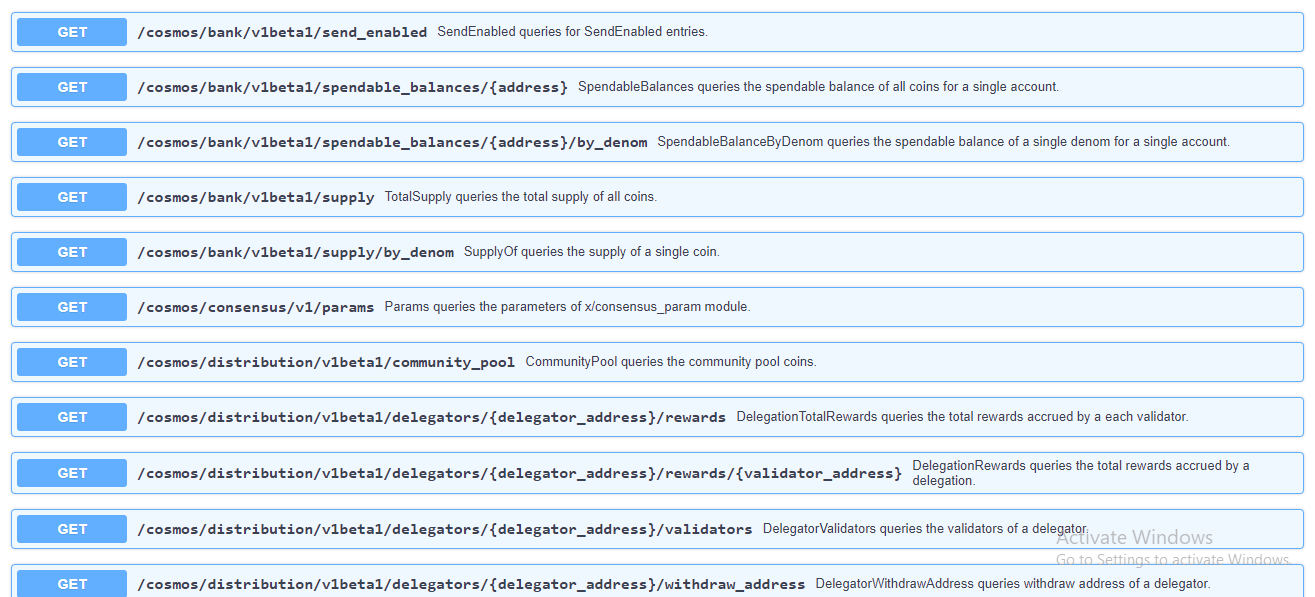 GET /cosmos/bank/v1beta1/send_enabled SendEnabled queries for SendEnabled entries.
GET /cosmos/bank/v1beta1/spendable_balances/{address} SpendableBalances queries the spendable balance of all coins for a single account.
GET /cosmos/bank/v1beta1/spendable_balances/{address}/by_denom SpendableBalanceByDenom queries the spendable balance of a single denom for a single account.
GET /cosmos/bank/v1beta1/supply TotalSupply queries the total supply of all coins.
GET /cosmos/bank/v1beta1/supply/by_denom SupplyOf queries the supply of a single coin.
GET /cosmos/consensus/v1/params Params queries the parameters of x/consensus_param module.
GET /cosmos/distribution/v1beta1/community_pool CommunityPool queries the community pool coins.
GET /cosmos/distribution/v1beta1/delegators/{delegator_address}/rewards DelegationTotalRewards queries the total rewards accrued by a each validator.
GET /cosmos/distribution/v1beta1/delegators/{delegator_address}/rewards/{validator_address} DelegationRewards queries the total rewards accrued by a
delegation.
GET /cosmos/distribution/v1beta1/delegators/{delegator_address}/validators DelegatorValidators queries the validators of a delegator.
Activate Windows
Go to Settings to activate Windows.
GET /cosmos/distribution/v1beta1/delegators/{delegator_address}/withdraw_address DelegatorWithdrawAddress queries withdraw address of a delegator.